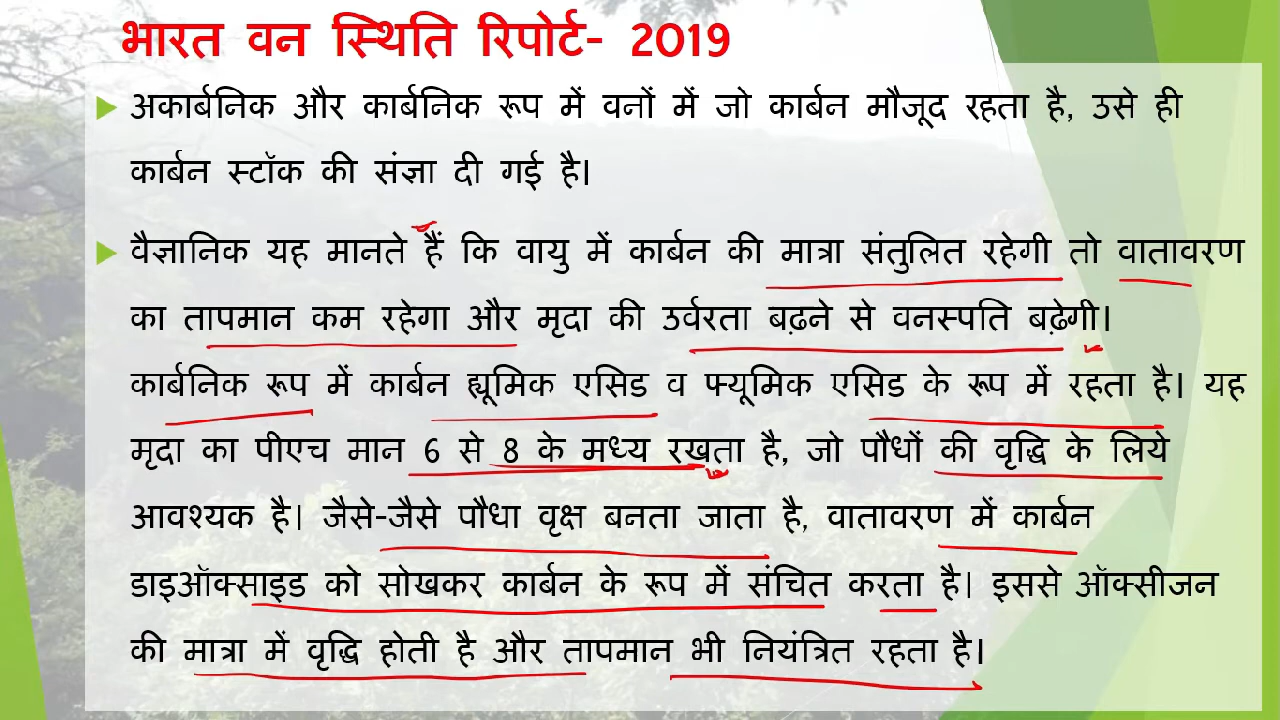 भारत वन स्थिति रिपोर्ट- 2019
अकार्बनिक और कार्बनिक रूप में वनों में जो कार्बन मौजूद रहता है, उसे ही
कार्बन स्टॉक की संज्ञा दी गई है।
वैज्ञानिक यह मानते हैं कि वायु में कार्बन की मात्रा संतुलित रहेगी तो वातावरण
का तापमान कम रहेगा और मृदा की उर्वरता बढ़ने से वनस्पति बढ़ेगी।
कार्बनिक रूप में कार्बन ह्यूमिक एसिड व फ्यूमिक एसिड के रूप में रहता है। यह
मृदा का पीएच मान 6 से 8 के मध्य रखता है, जो पौधों की वृद्धि के लिये
आवश्यक है। जैसे-जैसे पौधा वृक्ष बनता जाता है, वातावरण में कार्बन
डाइऑक्साइड को सोखकर कार्बन के रूप में संचित करता है। इससे ऑक्सीजन
की मात्रा में वृद्धि होती है और तापमान भी नियंत्रित रहता है।